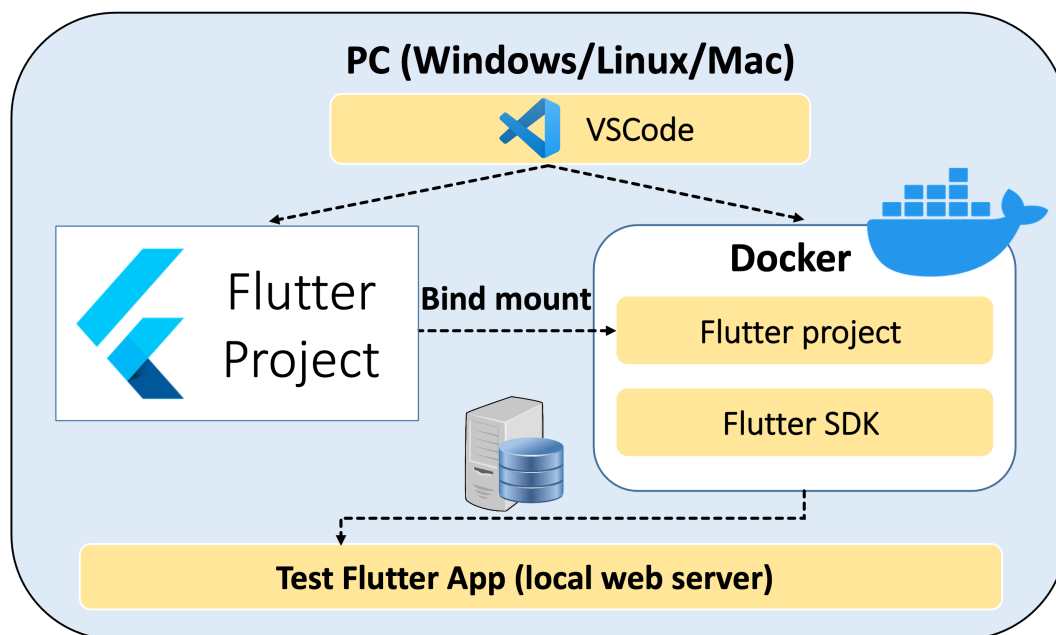 PC (Windows/Linux/Mac)
VSCode
Flutter
Project
Bind mount
Docker
Flutter project
Flutter SDK
Test Flutter App (local web server)